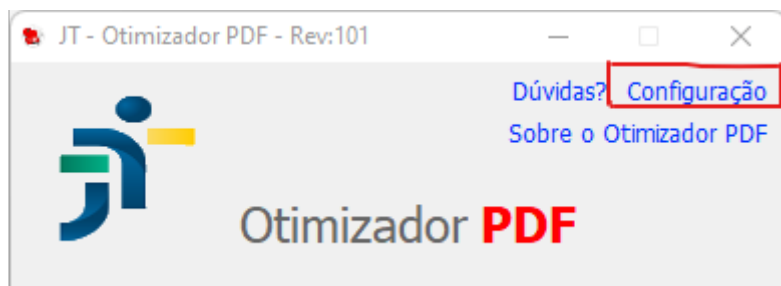 JT - Otimizador PDF - Rev:101
Dúvidas? Configuração
Sobre o Otimizador PDF
Otimizador PDF